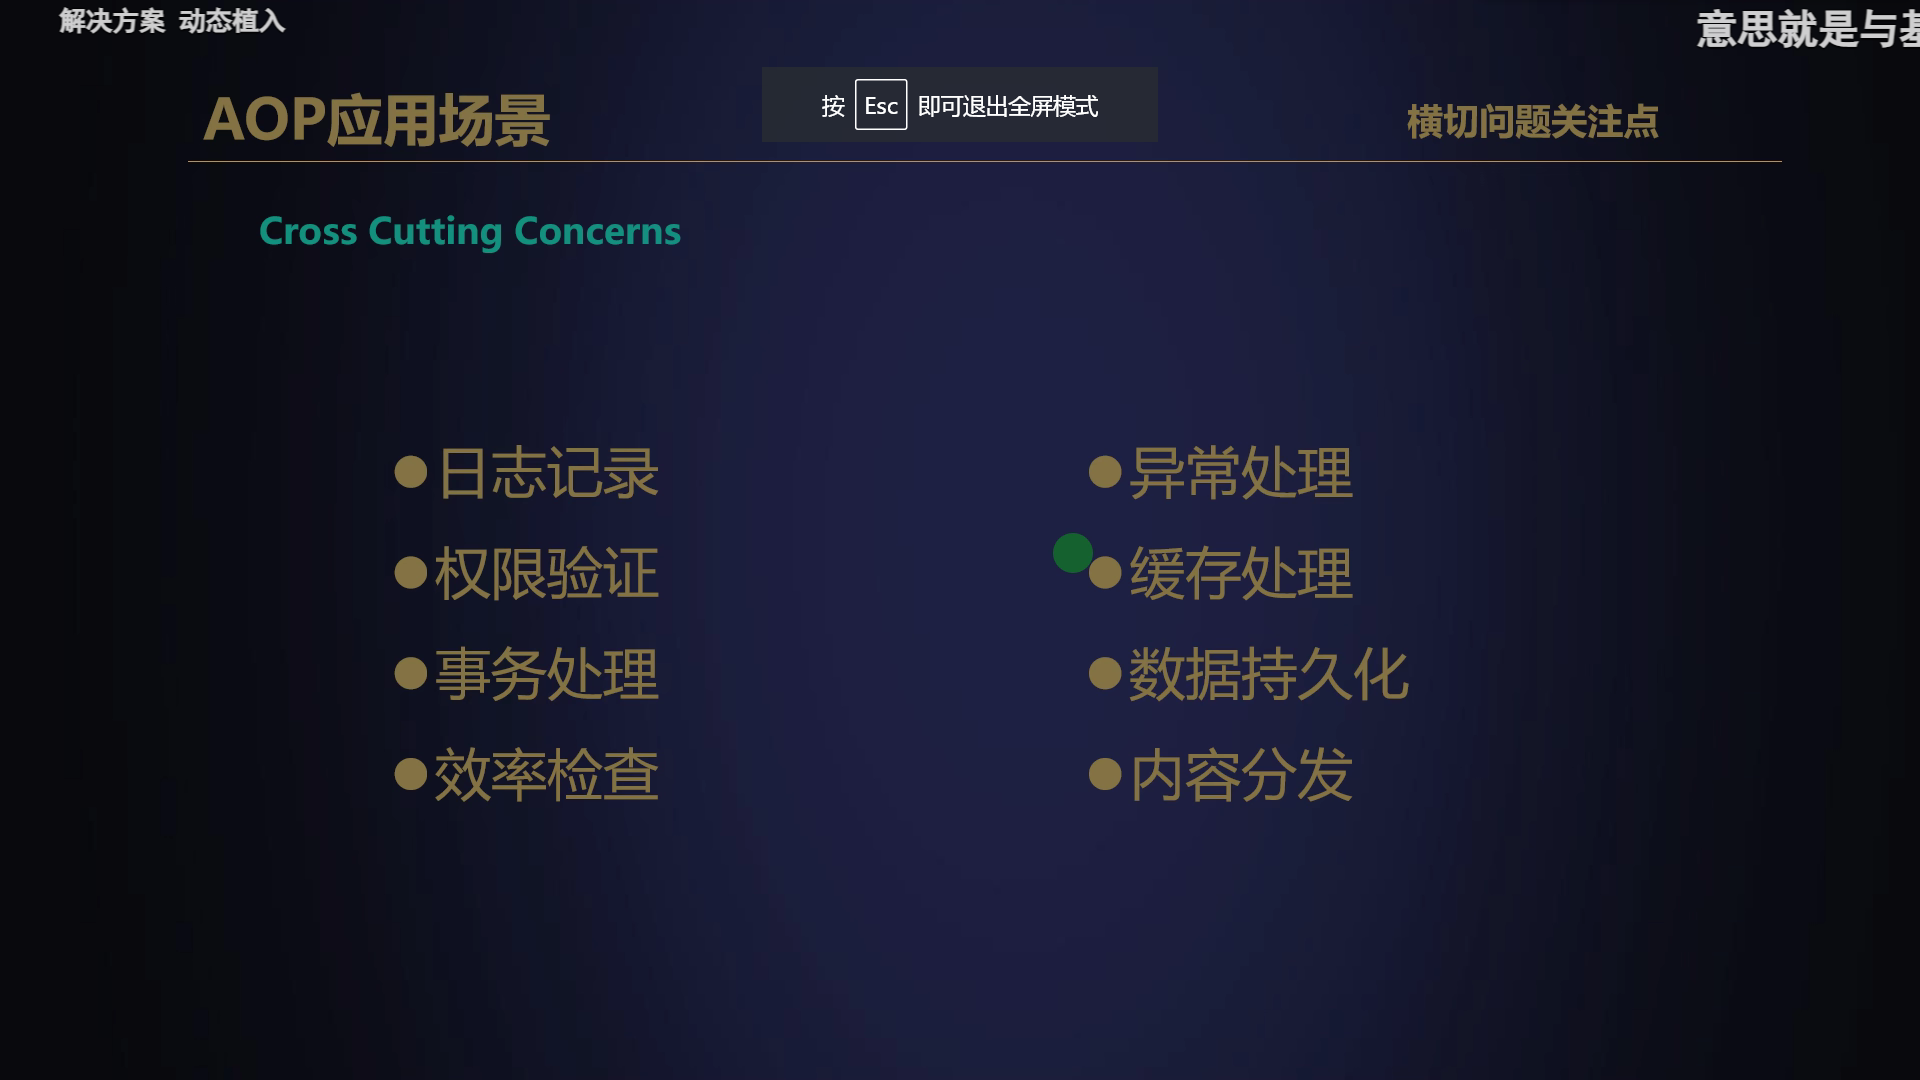 解决方案 动态植入
意思就是与
AOP应用场景
按 Esc 即可退出全屏模式
横切问题关注点
Cross Cutting Concerns
●日志记录
●权限验证
●事务处理
●效率检查
●异常处理
●缓存处理
●数据持久化
●内容分发